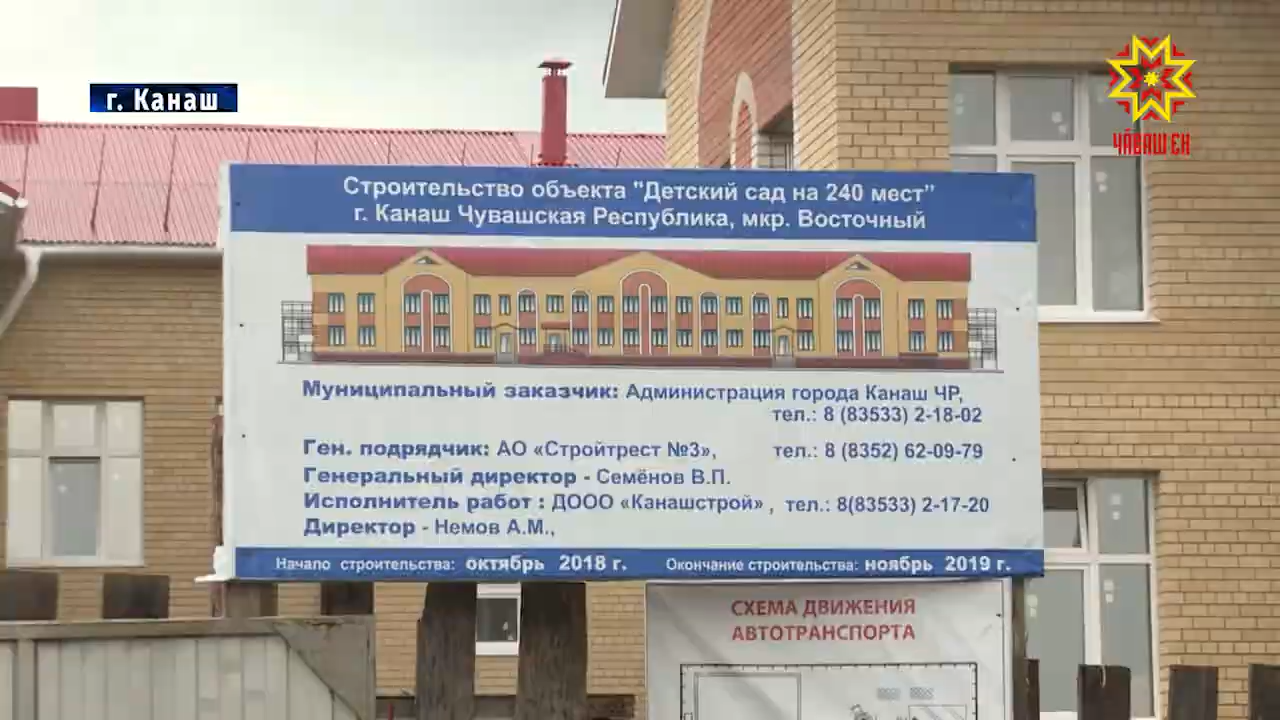 г. Канаш
ЧӐВАШ ЕН
Строительство объекта "Детский сад на 240 мест"
г. Канаш Чувашская Республика, мкр. Восточный
Муниципальный заказчик: Администрация города Канаш ЧР,
тел.: 8 (83533) 2-18-02
Ген. подрядчик: АО «Стройтрест №3», тел.: 8 (8352) 62-09-79
Генеральный директор - Семёнов В.П.
Исполнитель работ : ДООО «Канашстрой» , тел.: 8(83533) 2-17-20
Директор - Немов А.М.,
Начало строительства: октябрь 2018 г. Окончание строительства: ноябрь 2019 г.
СХЕМА ДВИЖЕНИЯ
АВТОТРАНСПОРТА